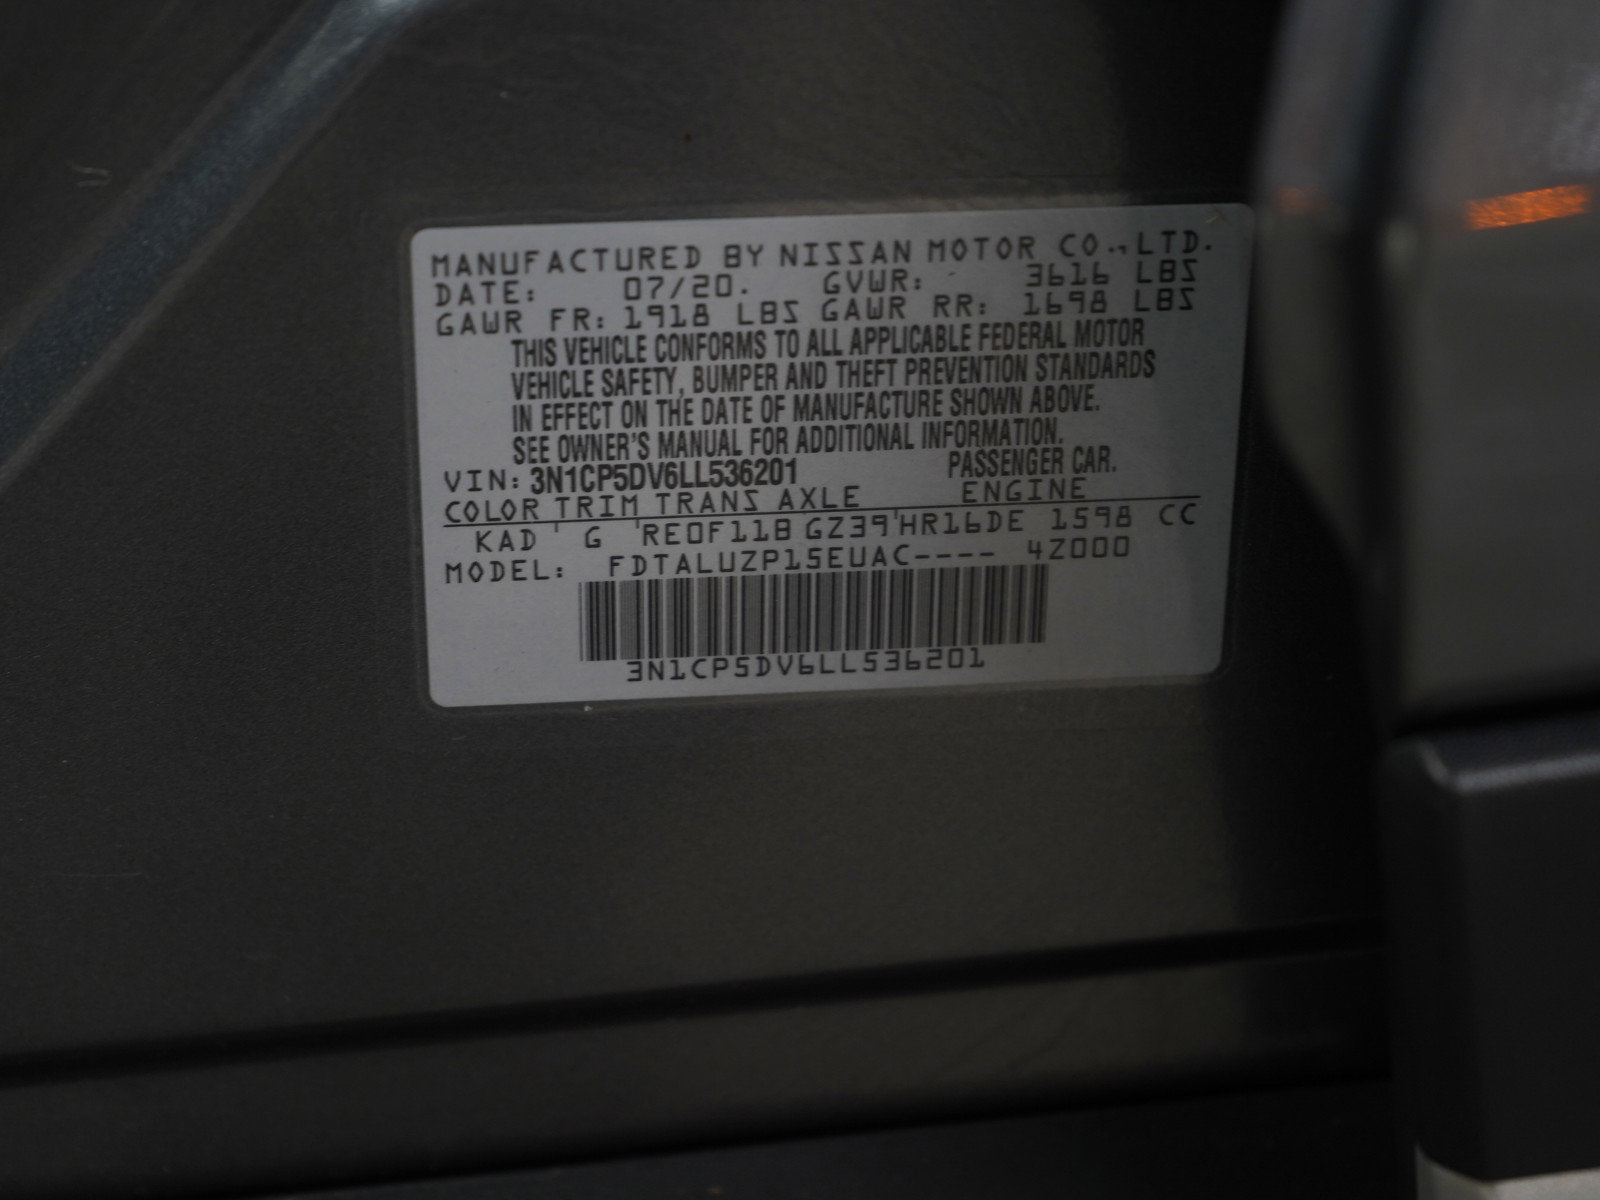 MANUFACTURED BY NISSAN MOTOR CO., LTD.
DATE: 07/20. GVWR: 3616 LBS
GAWR FR: 1918 LBS GAWR RR: 1698 LBS
THIS VEHICLE CONFORMS TO ALL APPLICABLE FEDERAL MOTOR
VEHICLE SAFETY, BUMPER AND THEFT PREVENTION STANDARDS
IN EFFECT ON THE DATE OF MANUFACTURE SHOWN ABOVE.
SEE OWNER'S MANUAL FOR ADDITIONAL INFORMATION.
VIN: 3N1CP5DV6LL536201 PASSENGER CAR.
COLOR TRIM TRANS AXLE ENGINE
KAD G RE0F11B GZ39 HR16DE 1598 CC
MODEL: FDTALUZP15EUAC---- 4Z000
3N1CP5DV6LL536201